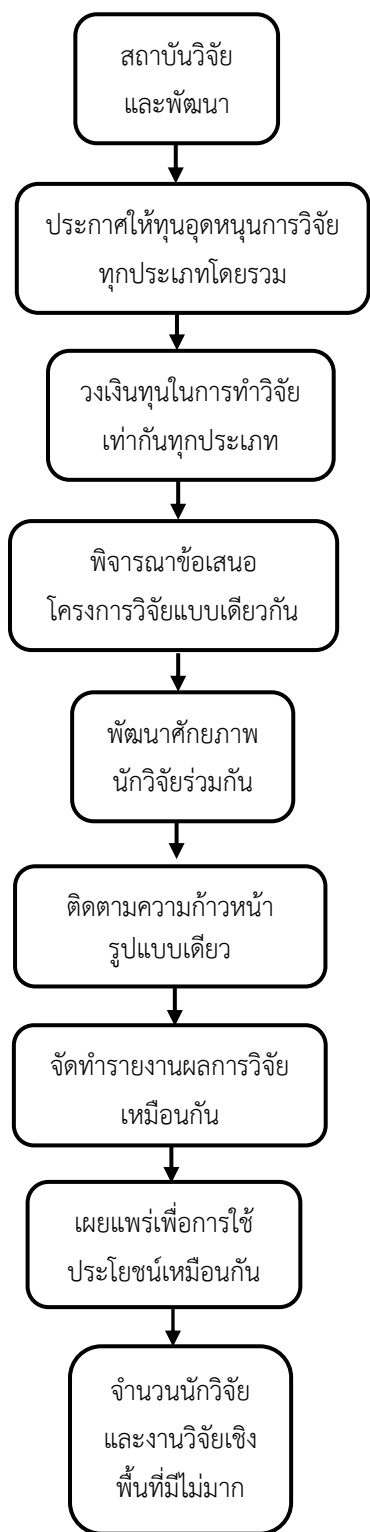 สถาบันวิจัย
และพัฒนา
ประกาศให้ทุนอุดหนุนการวิจัย
ทุกประเภทโดยรวม
วงเงินทุนในการทำวิจัย
เท่ากันทุกประเภท
พิจารณาข้อเสนอ
โครงการวิจัยแบบเดียวกัน
พัฒนาศักยภาพ
นักวิจัยร่วมกัน
ติดตามความก้าวหน้า
รูปแบบเดียว
จัดทำรายงานผลการวิจัย
เหมือนกัน
เผยแพร่เพื่อการใช้
ประโยชน์เหมือนกัน
จำนวนนักวิจัย
และงานวิจัยเชิง
พื้นที่มีไม่มาก